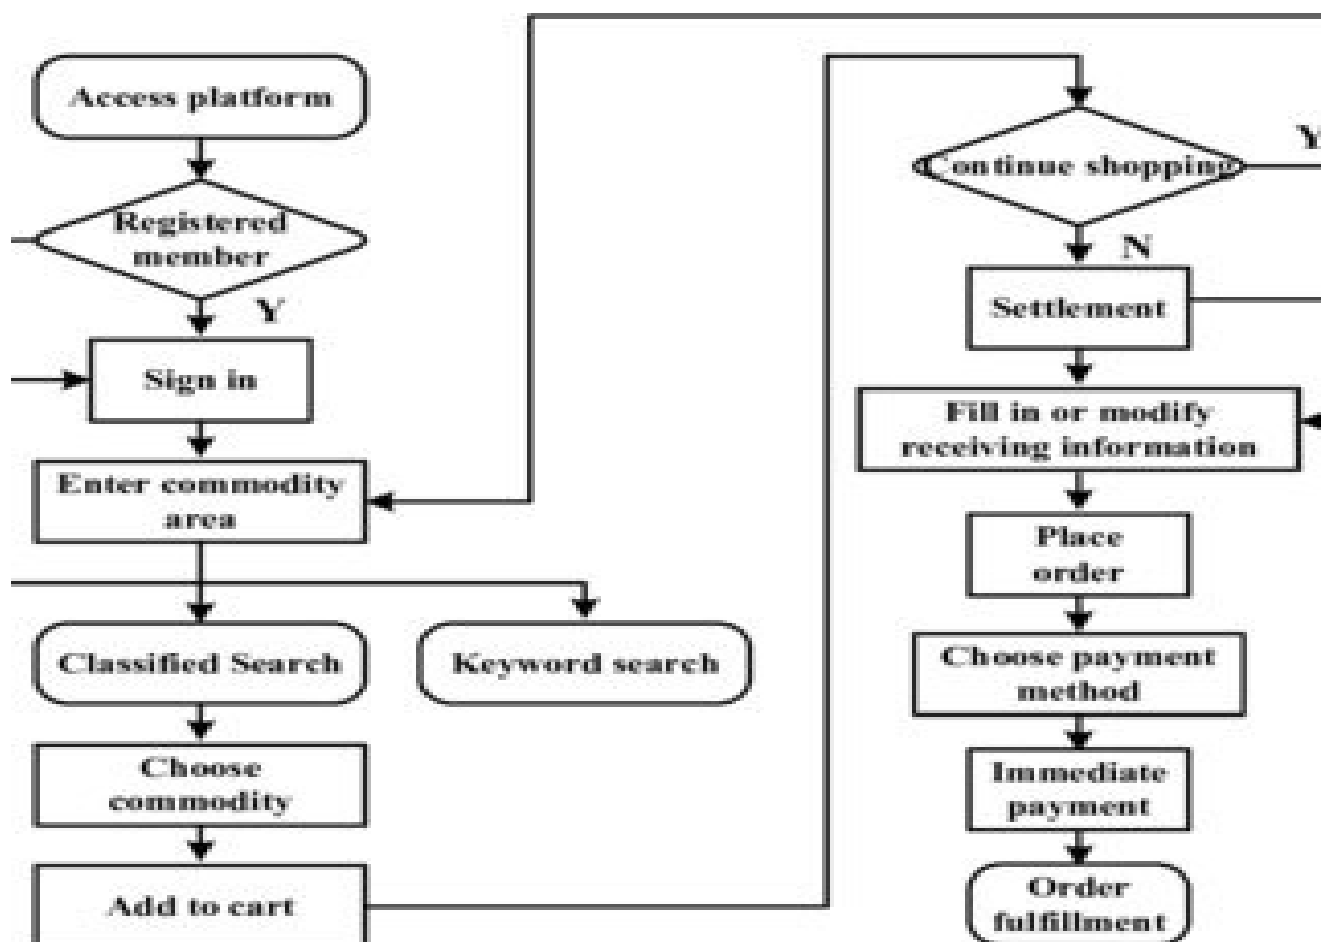 Access platform
Registered
member
Y
Sign in
Enter commodity
area
Classified Search
Keyword search
Choose
commodity
Add to cart
Continue shopping
Y
N
Settlement
Fill in or modify
receiving information
Place
order
Choose payment
method
Immediate
payment
Order
fulfillment